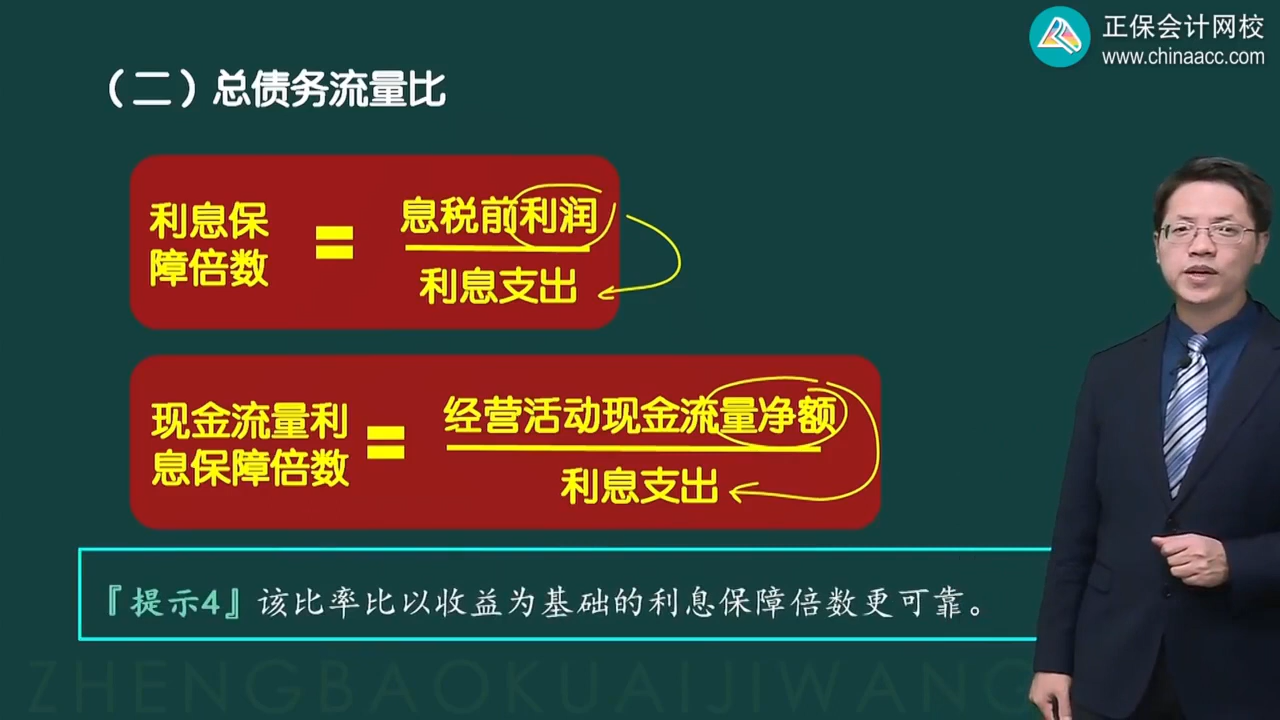 正保会计网校
www.chinaacc.com
（二）总债务流量比
利息保
障倍数
=
息税前利润
利息支出
现金流量利
息保障倍数
=
经营活动现金流量净额
利息支出
『提示4』该比率比以收益为基础的利息保障倍数更可靠。
ZHENGBAOKUAIJIWANG